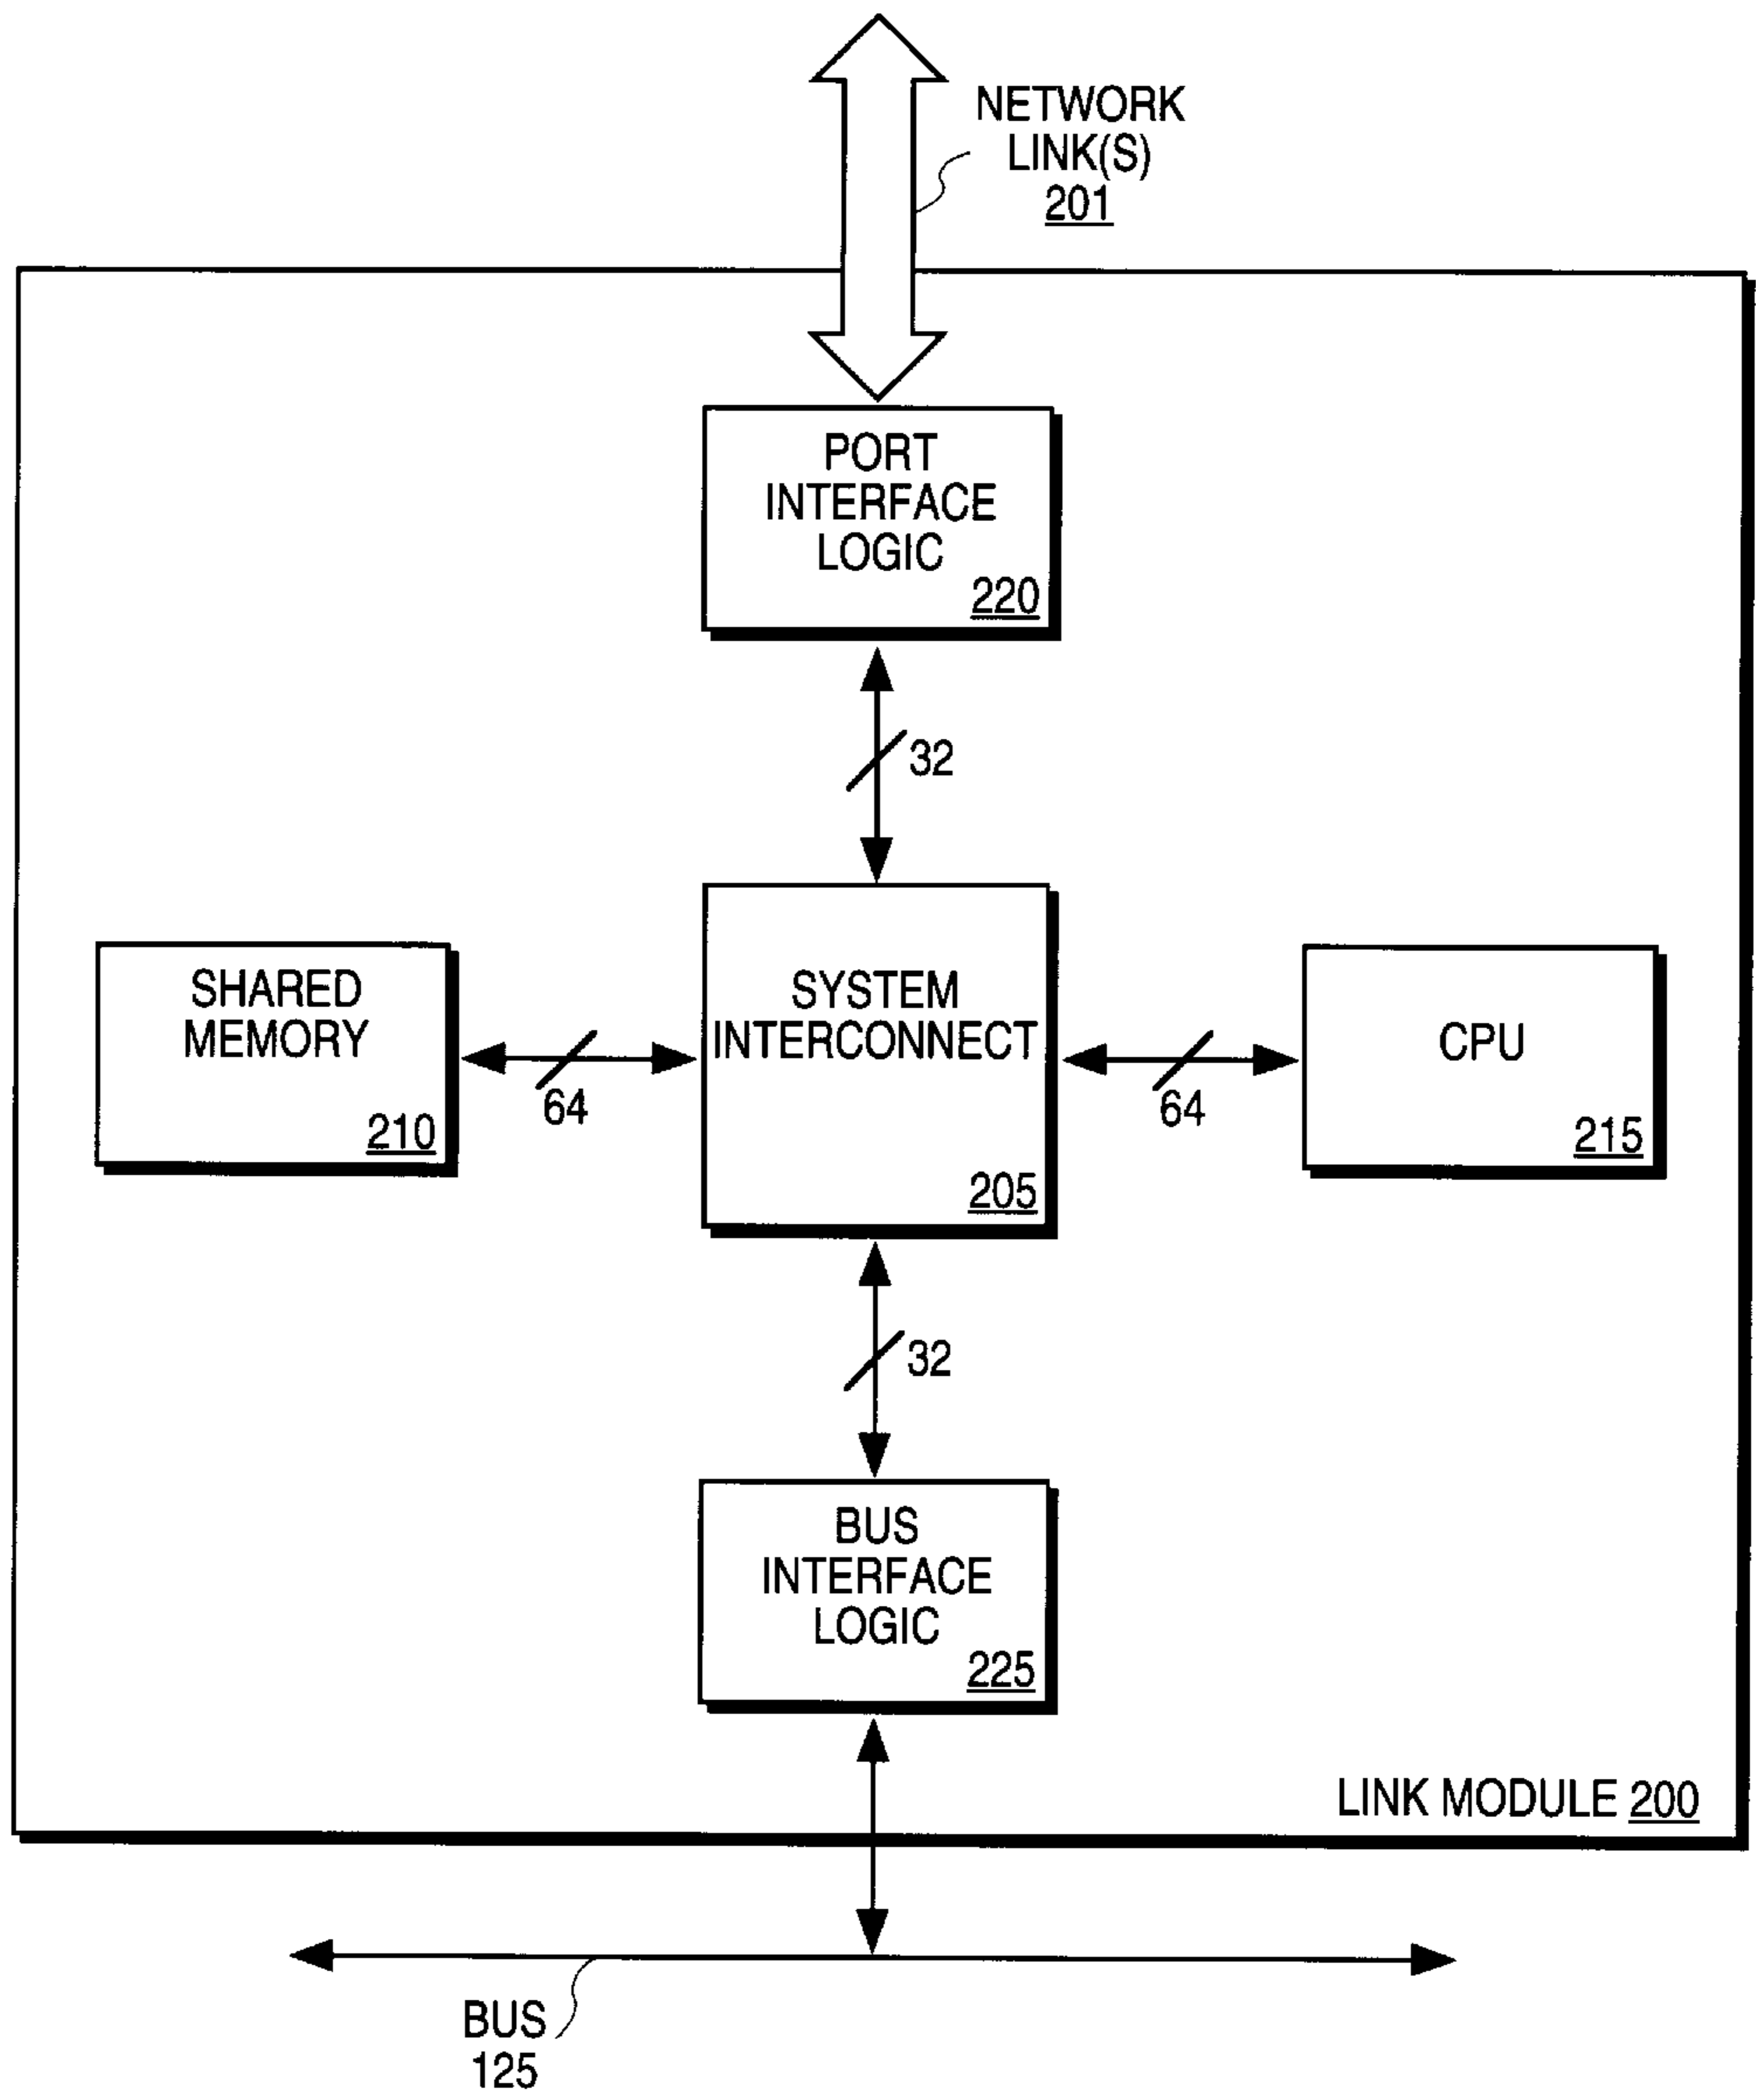 NETWORK
LINK(S)
201
PORT
INTERFACE
LOGIC
220
32
SHARED
MEMORY
210
64
SYSTEM
INTERCONNECT
205
64
CPU
215
32
BUS
INTERFACE
LOGIC
225
LINK MODULE 200
BUS
125